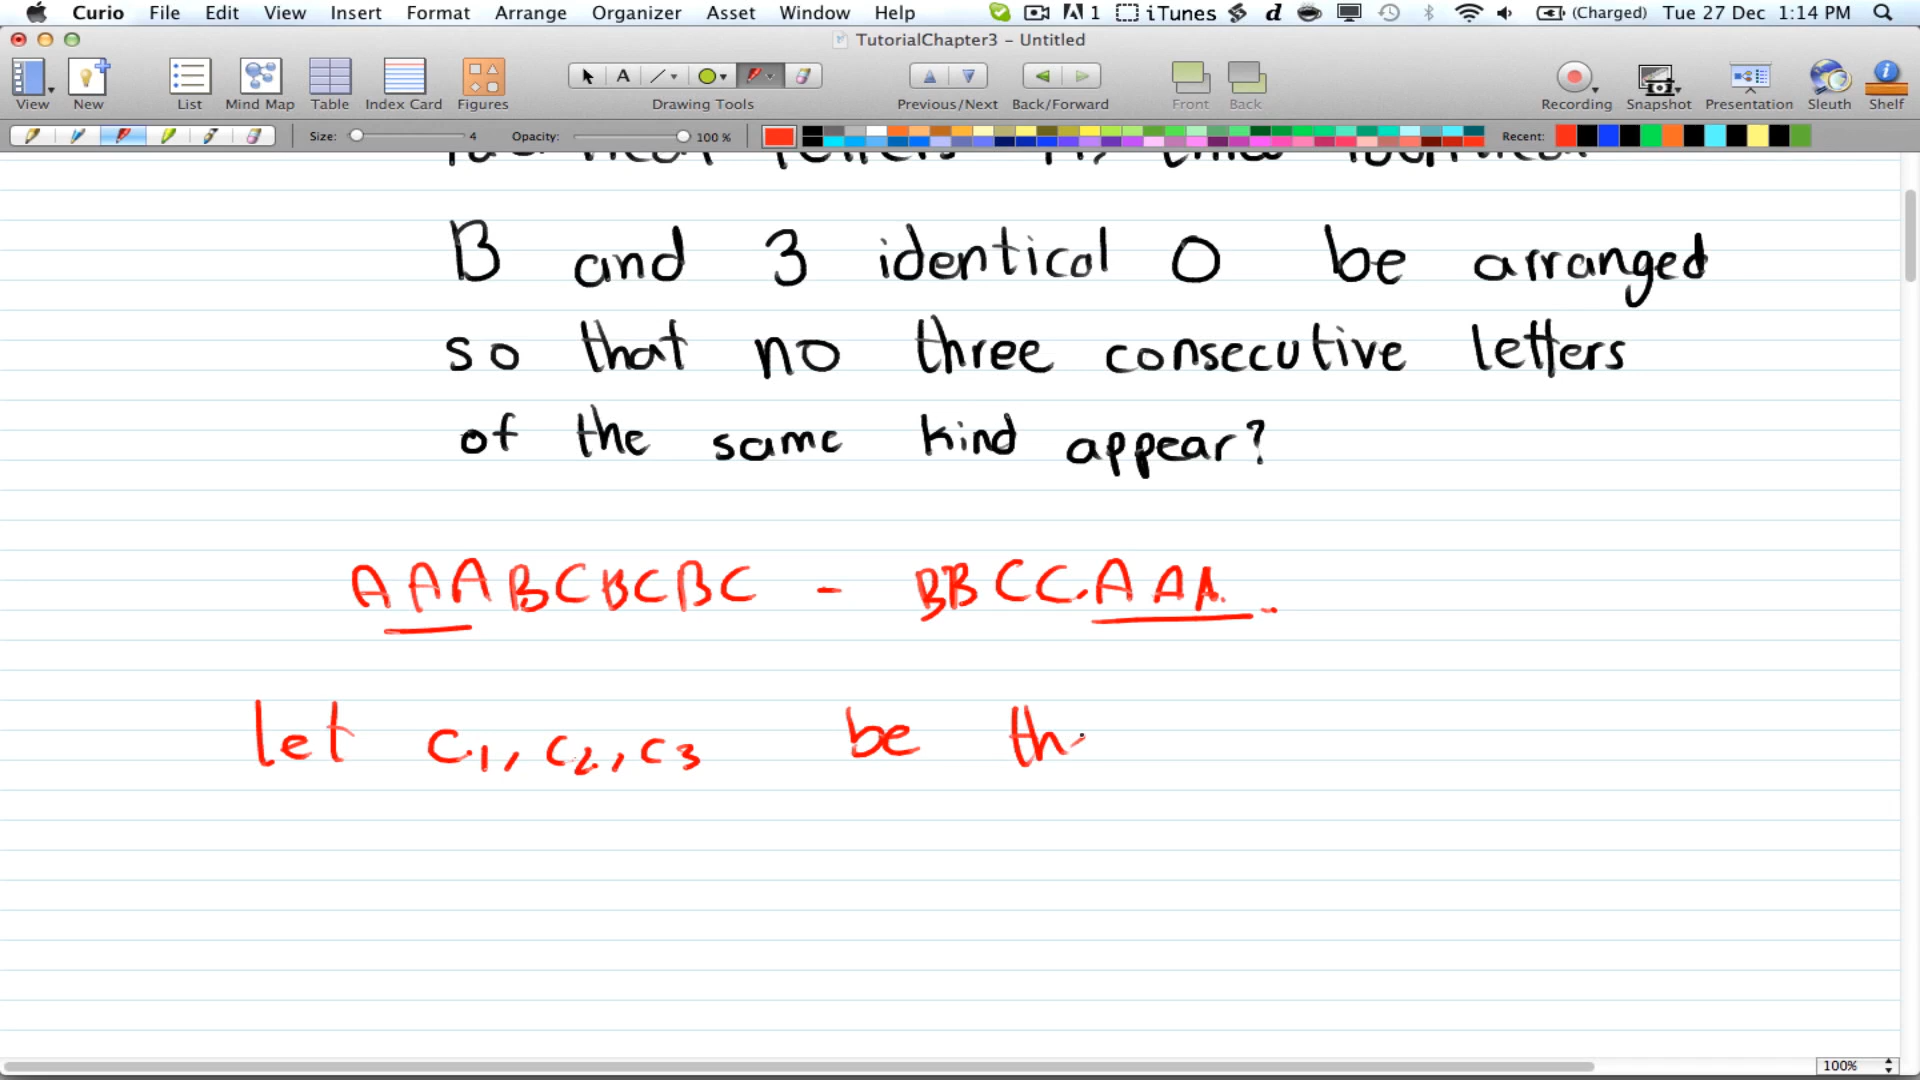 Curio File Edit View Insert Format Arrange Organizer Asset Window Help 1 iTunes d (Charged) Tue 27 Dec 1:14 PM
TutorialChapter3 – Untitled
View New List Mind Map Table Index Card Figures Drawing Tools Previous/Next Back/Forward Front Back Recording Snapshot Presentation Sleuth Shelf
Size: 4 Opacity: 100 % Recent:
B and 3 identical O be arranged
so that no three consecutive letters
of the same kind appear?
A A A B C B C B C – B B C C A A A
let c1, c2, c3 be th
100%